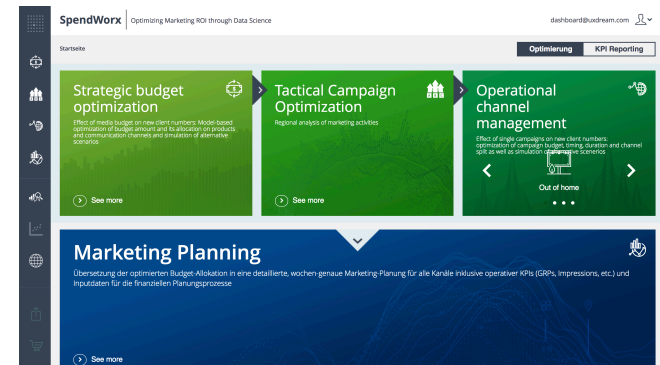 SpendWorx Optimizing Marketing ROI through Data Science
dashboard@uxdream.com
Startseite
Optimierung KPI Reporting
Strategic budget
optimization
Effect of media budget on new client numbers: Model-based
optimization of budget amount and its allocation on products
and communication channels and simulation of alternative
scenarios
See more
Tactical Campaign
Optimization
Regional analysis of marketing activities
See more
Operational
channel
management
Effect of single campaigns on new client numbers:
optimization of campaign budget, timing, duration and channel
split as well as simulation of alternative scenerios
Out of home
Marketing Planning
Übersetzung der optimierten Budget-Allokation in eine detaillierte, wochen-genaue Marketing-Planung für alle Kanäle inklusive operativer KPIs (GRPs, Impressions, etc.) und
Inputdaten für die finanziellen Planungsprozesse
See more